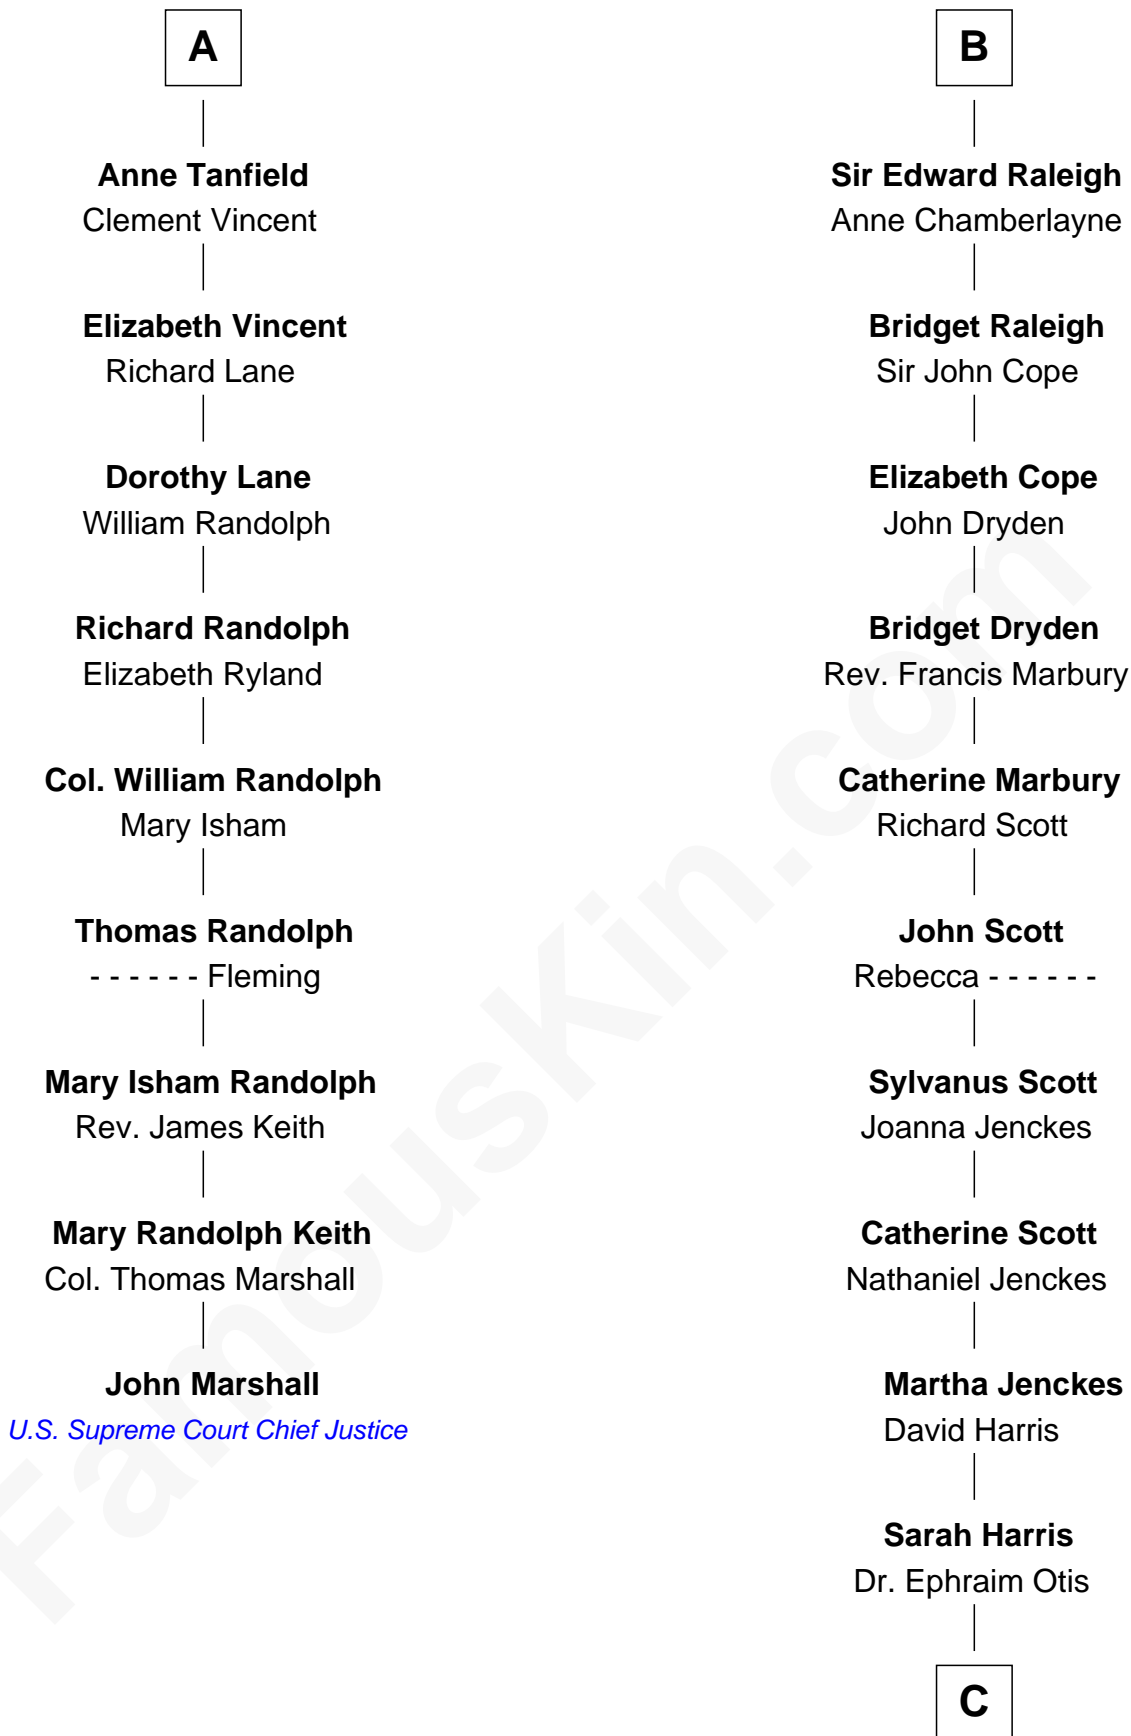 A
Anne Tanfield
Clement Vincent
Elizabeth Vincent
Richard Lane
Dorothy Lane
William Randolph
Richard Randolph
Elizabeth Ryland
Col. William Randolph
Mary Isham
Thomas Randolph
- - - - - - Fleming
Mary Isham Randolph
Rev. James Keith
Mary Randolph Keith
Col. Thomas Marshall
John Marshall
U.S. Supreme Court Chief Justice
B
Sir Edward Raleigh
Anne Chamberlayne
Bridget Raleigh
Sir John Cope
Elizabeth Cope
John Dryden
Bridget Dryden
Rev. Francis Marbury
Catherine Marbury
Richard Scott
John Scott
Rebecca - - - - - -
Sylvanus Scott
Joanna Jenckes
Catherine Scott
Nathaniel Jenckes
Martha Jenckes
David Harris
Sarah Harris
Dr. Ephraim Otis
C
FamousKin.com